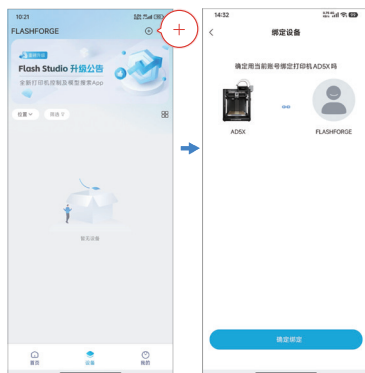 10:21
FLASHFORGE
Flash Studio 升级公告
全新打印机控制及模型搜索App
位置
筛选
暂无设备
首页
设备
我的
14:32
绑定设备
确定用当前账号绑定打印机AD5X吗
AD5X
FLASHFORGE
确定绑定